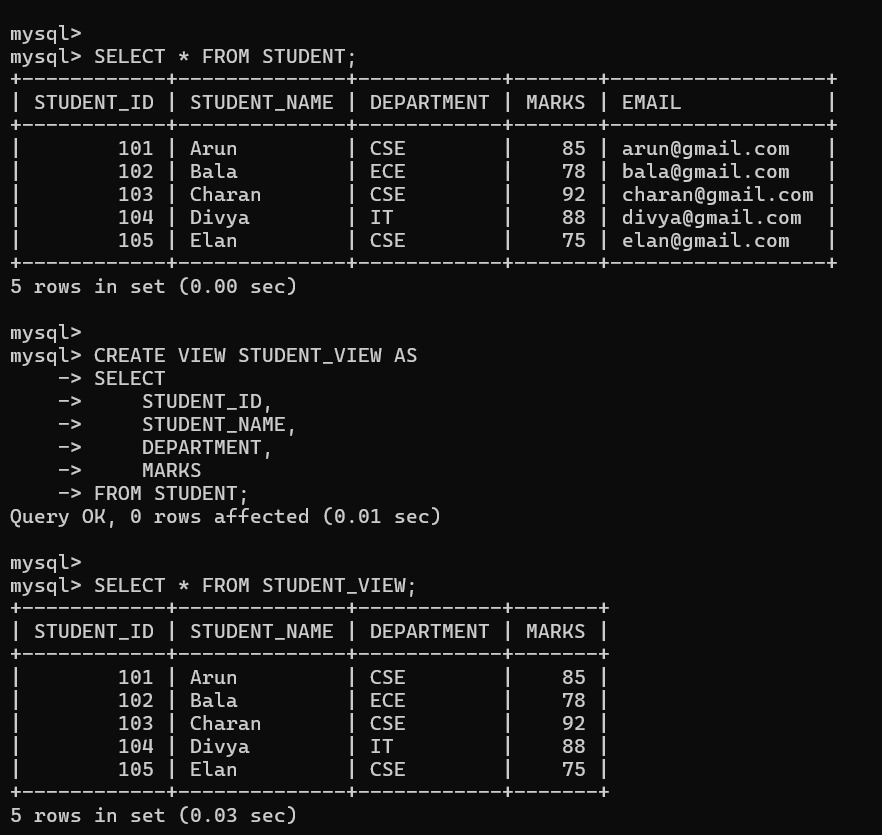 mysql>
mysql> SELECT * FROM STUDENT;
+------------+--------------+------------+-------+------------------+
| STUDENT_ID | STUDENT_NAME | DEPARTMENT | MARKS | EMAIL            |
+------------+--------------+------------+-------+------------------+
|        101 | Arun         | CSE        |    85 | arun@gmail.com   |
|        102 | Bala         | ECE        |    78 | bala@gmail.com   |
|        103 | Charan       | CSE        |    92 | charan@gmail.com |
|        104 | Divya        | IT         |    88 | divya@gmail.com  |
|        105 | Elan         | CSE        |    75 | elan@gmail.com   |
+------------+--------------+------------+-------+------------------+
5 rows in set (0.00 sec)

mysql>
mysql> CREATE VIEW STUDENT_VIEW AS
    -> SELECT
    ->     STUDENT_ID,
    ->     STUDENT_NAME,
    ->     DEPARTMENT,
    ->     MARKS
    -> FROM STUDENT;
Query OK, 0 rows affected (0.01 sec)

mysql>
mysql> SELECT * FROM STUDENT_VIEW;
+------------+--------------+------------+-------+
| STUDENT_ID | STUDENT_NAME | DEPARTMENT | MARKS |
+------------+--------------+------------+-------+
|        101 | Arun         | CSE        |    85 |
|        102 | Bala         | ECE        |    78 |
|        103 | Charan       | CSE        |    92 |
|        104 | Divya        | IT         |    88 |
|        105 | Elan         | CSE        |    75 |
+------------+--------------+------------+-------+
5 rows in set (0.03 sec)